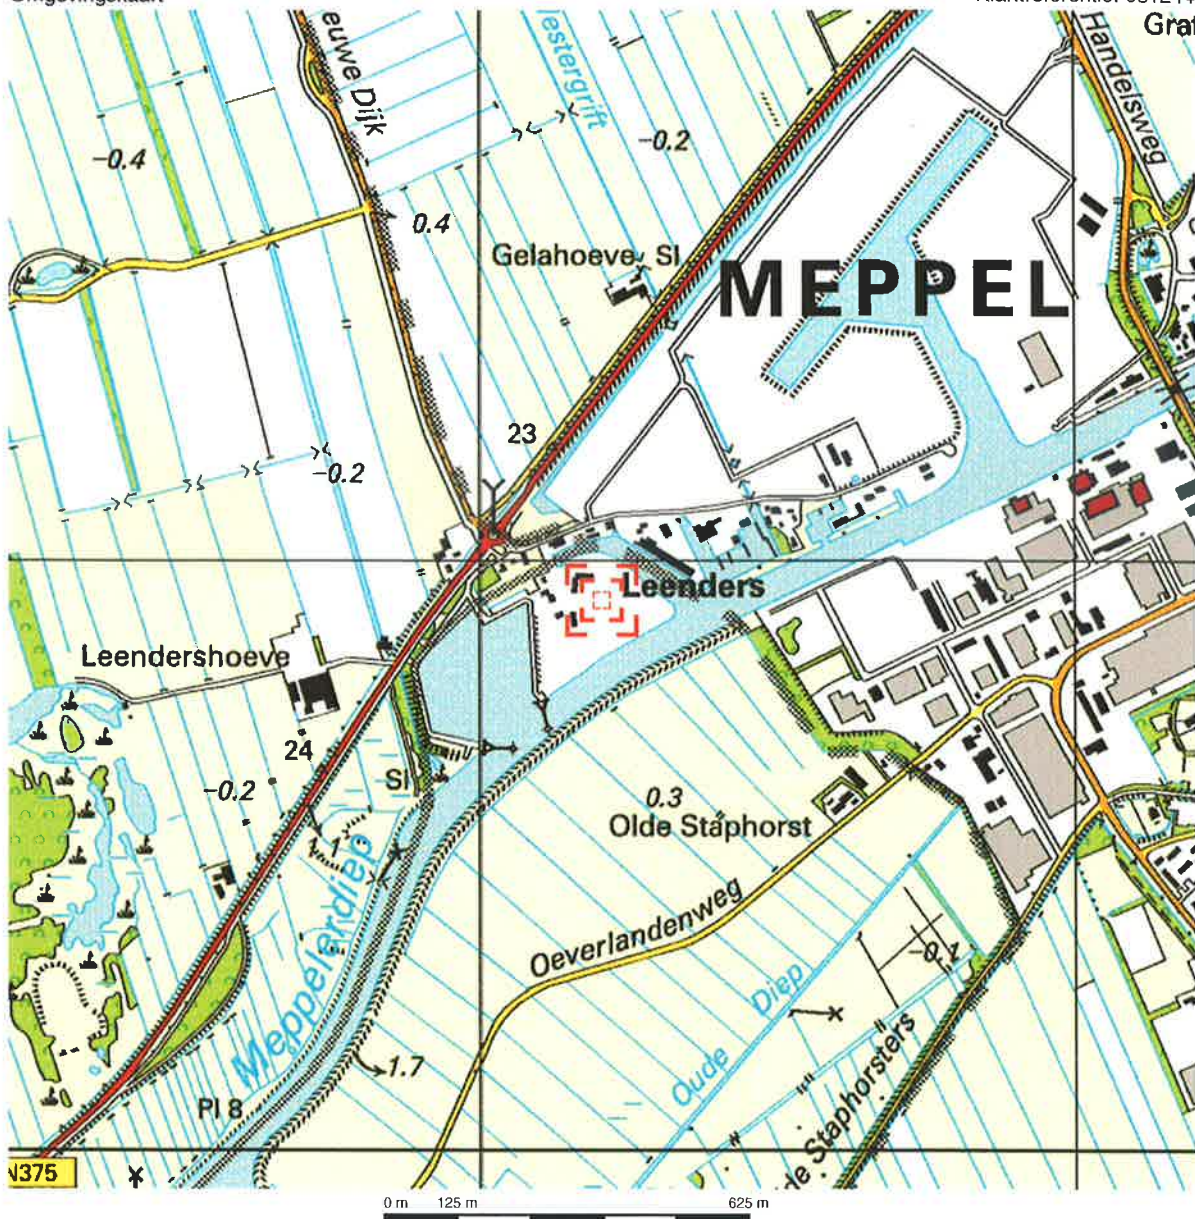 Omgevingskaart
Graf
Handelsweg
euwe Dijk
estergrift
-0.4
-0.2
0.4
Gelahoeve
Sl
MEPPEL
23
-0.2
Leenders
Leendershoeve
24
-0.2
Sl
0.3
Olde Staphorst
Meppelerdiep
Oeverlandenweg
-0.1
Oude Diep
1.7
de Staphorsters
Pl 8
N375
0 m 125 m 625 m